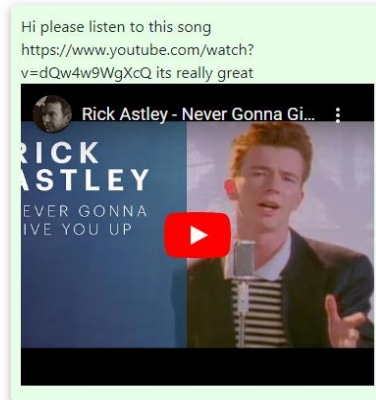 Hi please listen to this song
https://www.youtube.com/watch?
v=dQw4w9WgXcQ its really great
Rick Astley - Never Gonna Gi...
RICK
ASTLEY
EVER GONNA
IVE YOU UP